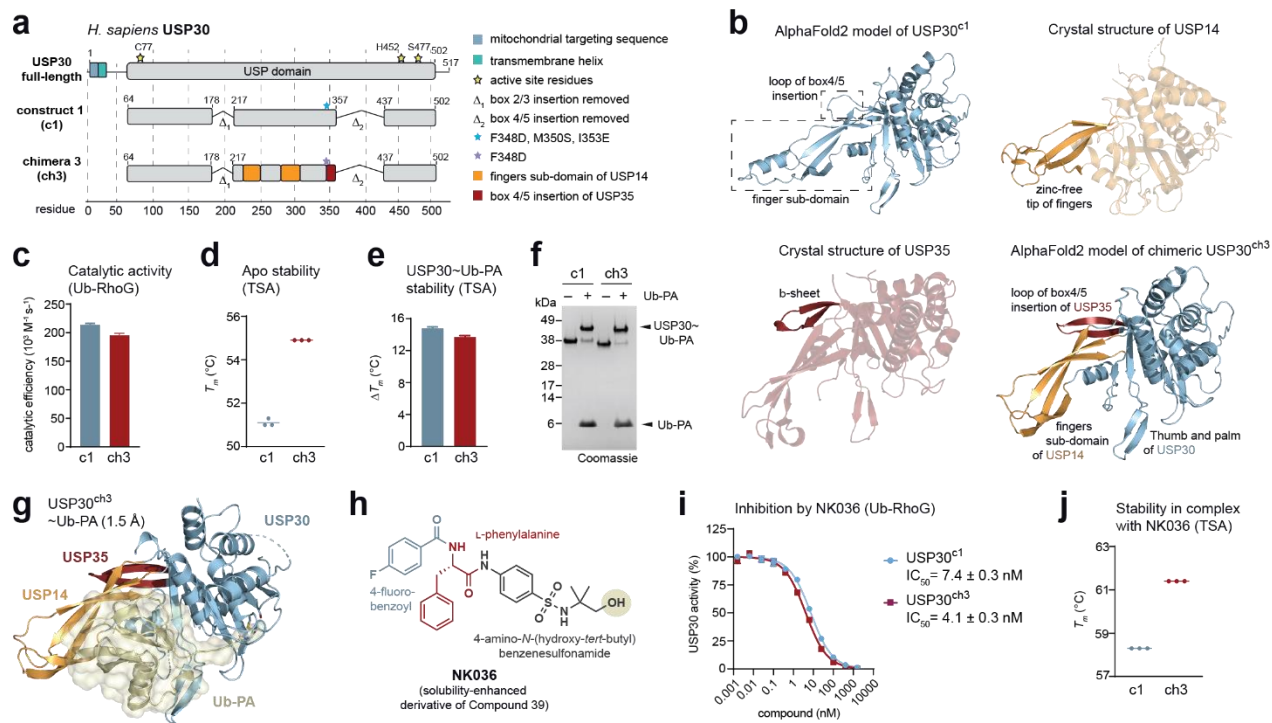 a
H. sapiens USP30
USP30
full-length
1
C77
H452
S477
502
517
USP domain
construct 1
(c1)
64
178
217
357
437
502
Δ1
Δ2
chimera 3
(ch3)
64
178
217
437
502
Δ1
Δ2
residue
0
50
100
150
200
250
300
350
400
450
500
mitochondrial targeting sequence
transmembrane helix
active site residues
Δ1 box 2/3 insertion removed
Δ2 box 4/5 insertion removed
F348D, M350S, I353E
F348D
fingers sub-domain of USP14
box 4/5 insertion of USP35
b
AlphaFold2 model of USP30c1
loop of box4/5
insertion
finger sub-domain
Crystal structure of USP14
zinc-free
tip of fingers
Crystal structure of USP35
b-sheet
AlphaFold2 model of chimeric USP30ch3
loop of box4/5
insertion of USP35
fingers
sub-domain
of USP14
Thumb and palm
of USP30
c
Catalytic activity
(Ub-RhoG)
catalytic efficiency (10³ M⁻¹ s⁻¹)
250
200
150
100
50
0
c1
ch3
d
Apo stability
(TSA)
Tm (°C)
56
54
52
50
c1
ch3
e
USP30~Ub-PA
stability (TSA)
Δ Tm (°C)
16
12
8
4
0
c1
ch3
f
c1
ch3
– + – + Ub-PA
kDa
49
38
28
17
14
6
USP30~
Ub-PA
Ub-PA
Coomassie
g
USP30ch3
~Ub-PA (1.5 Å)
USP30
USP35
USP14
Ub-PA
h
O
F
HN
O
H
N
O
S
O
N
H
OH
L-phenylalanine
4-fluoro-
benzoyl
4-amino-N-(hydroxy-tert-butyl)
benzenesulfonamide
NK036
(solubility-enhanced
derivative of Compound 39)
i
Inhibition by NK036 (Ub-RhoG)
USP30 activity (%)
125
100
75
50
25
0
0.001
0.01
0.1
1
10
100
1000
10000
compound (nM)
USP30c1
IC50= 7.4 ± 0.3 nM
USP30ch3
IC50= 4.1 ± 0.3 nM
j
Stability in complex
with NK036 (TSA)
Tm (°C)
63
61
59
57
c1
ch3